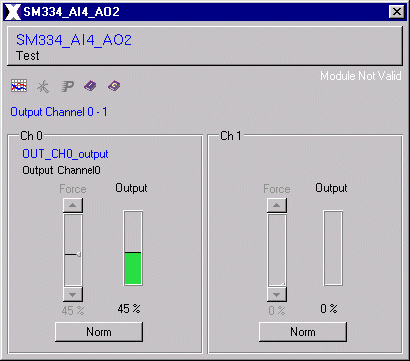 SM334_AI4_AO2
SM334_AI4_AO2
Test
Module Not Valid
Output Channel 0 - 1
Ch 0
OUT_CH0_output
Output Channel0
Force Output
45 % 45 %
Norm
Ch 1
Force Output
0 % 0 %
Norm